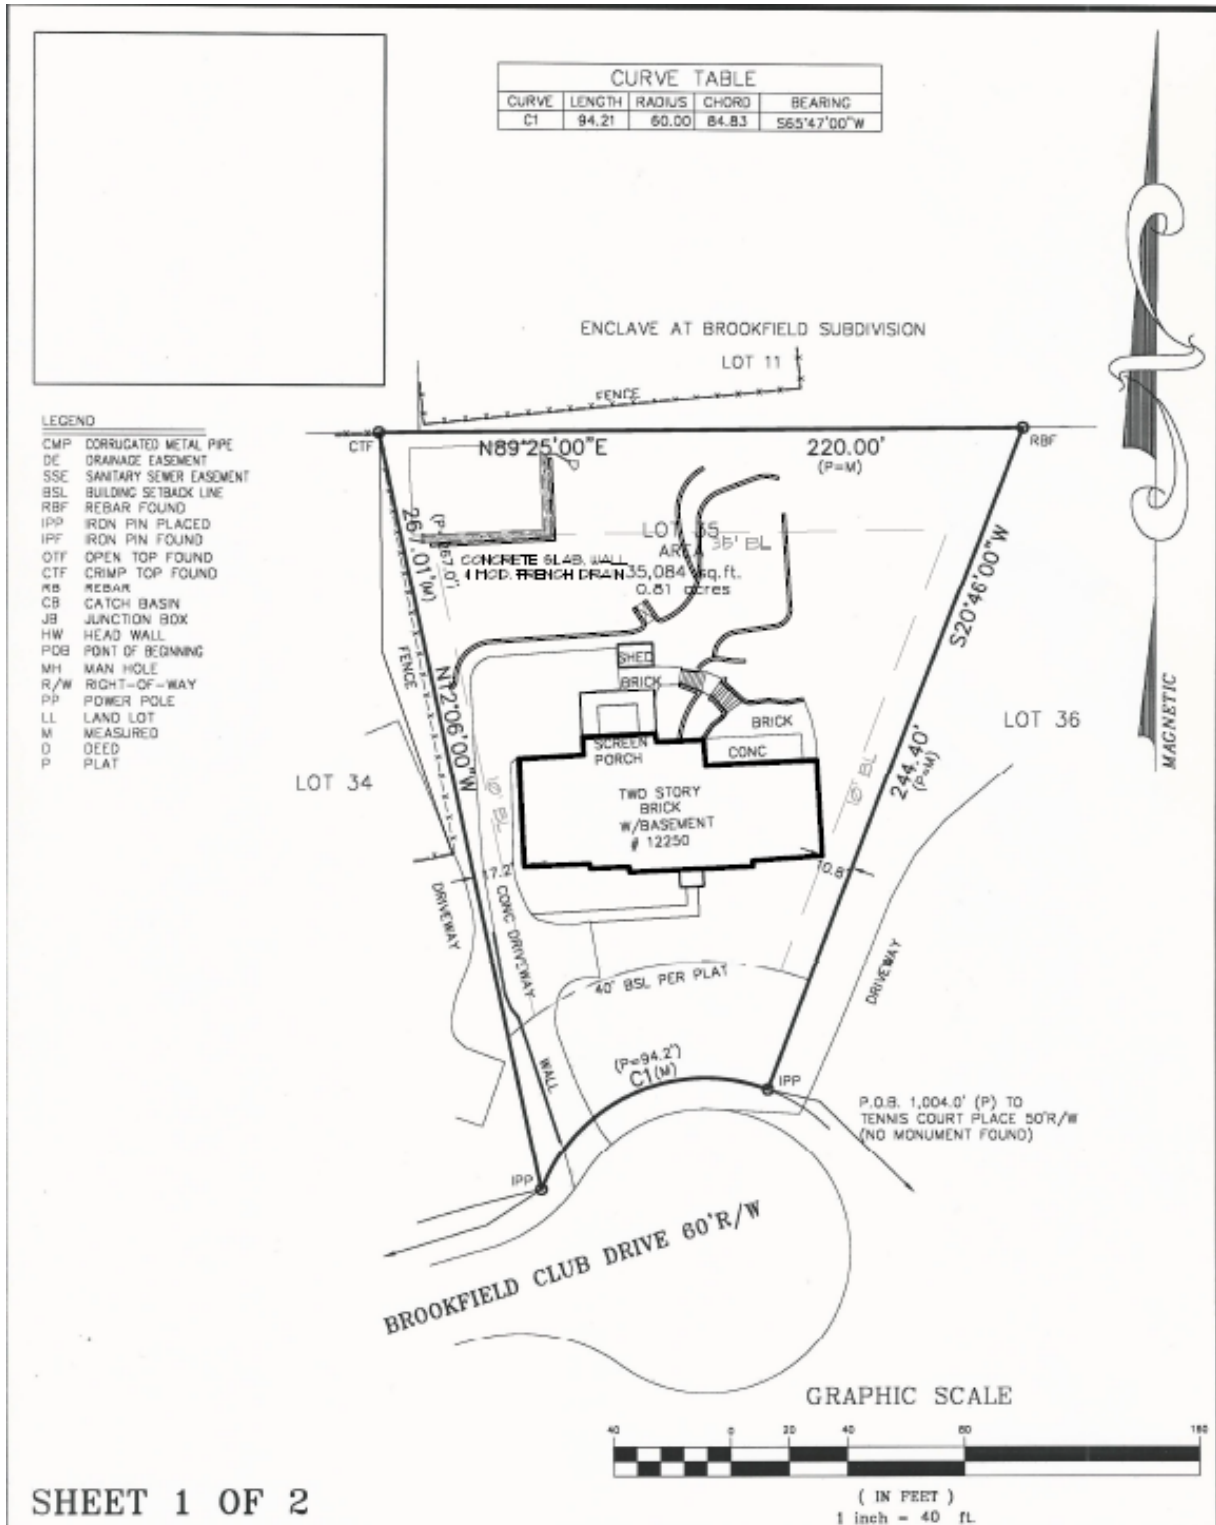 CURVE TABLE
CURVE LENGTH RADIUS CHORD BEARING
C1 94.21 60.00 84.83 S65°47'00"W
ENCLAVE AT BROOKFIELD SUBDIVISION
LOT 11
FENCE
LEGEND
CMP CORRUGATED METAL PIPE
DE DRAINAGE EASEMENT
SSE SANITARY SEWER EASEMENT
BSL BUILDING SETBACK LINE
RBF REBAR FOUND
IPP IRON PIN PLACED
IPF IRON PIN FOUND
OTF OPEN TOP FOUND
CTF CRIMP TOP FOUND
RB REBAR
CB CATCH BASIN
JB JUNCTION BOX
HW HEAD WALL
POB POINT OF BEGINNING
MH MAN HOLE
R/W RIGHT-OF-WAY
PP POWER POLE
LL LAND LOT
M MEASURED
D DEED
P PLAT
CTF
N89°25'00"E
220.00'
(P=M)
RBF
267.01'(M)
LOT 35
AREA
35' BL
CONCRETE SLAB, WALL
& MOD. FRENCH DRAIN
35,084 sq.ft.
0.81 acres
FENCE
N12°06'00"W
S20°46'00"W
244.40'
(P=M)
SHED
BRICK
BRICK
SCREEN
PORCH
CONC
LOT 34
LOT 36
MAGNETIC
10' BL
10' BL
TWO STORY
BRICK
W/BASEMENT
# 12250
17.2'
10.8'
DRIVEWAY
CONC DRIVEWAY
DRIVEWAY
40' BSL PER PLAT
WALL
(P=94.2')
C1(M)
IPP
P.O.B. 1,004.0' (P) TO
TENNIS COURT PLACE 50'R/W
(NO MONUMENT FOUND)
IPP
BROOKFIELD CLUB DRIVE 60'R/W
GRAPHIC SCALE
40 0 20 40 80 160
( IN FEET )
1 inch = 40 ft.
SHEET 1 OF 2